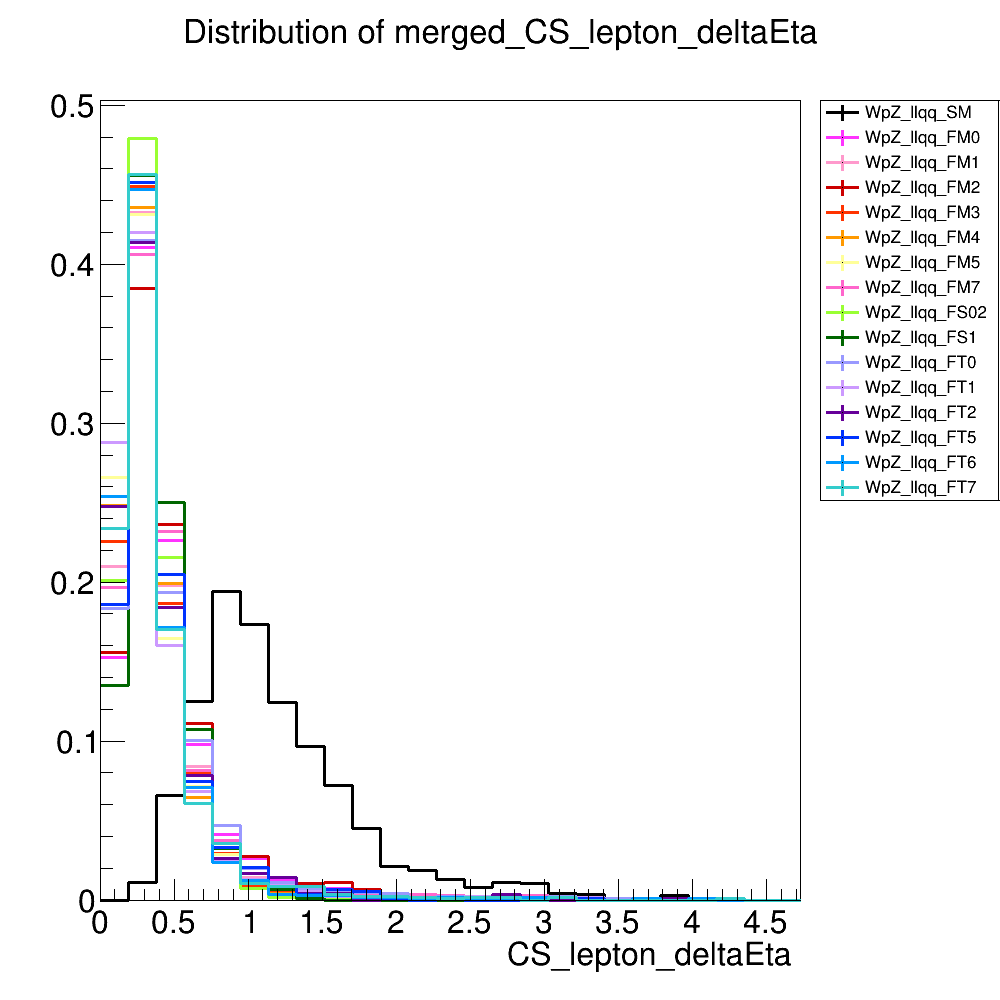 Distribution of merged_CS_lepton_deltaEta
0.5
0.4
0.3
0.2
0.1
0
0 0.5 1 1.5 2 2.5 3 3.5 4 4.5
CS_lepton_deltaEta
WpZ_llqq_SM
WpZ_llqq_FM0
WpZ_llqq_FM1
WpZ_llqq_FM2
WpZ_llqq_FM3
WpZ_llqq_FM4
WpZ_llqq_FM5
WpZ_llqq_FM7
WpZ_llqq_FS02
WpZ_llqq_FS1
WpZ_llqq_FT0
WpZ_llqq_FT1
WpZ_llqq_FT2
WpZ_llqq_FT5
WpZ_llqq_FT6
WpZ_llqq_FT7